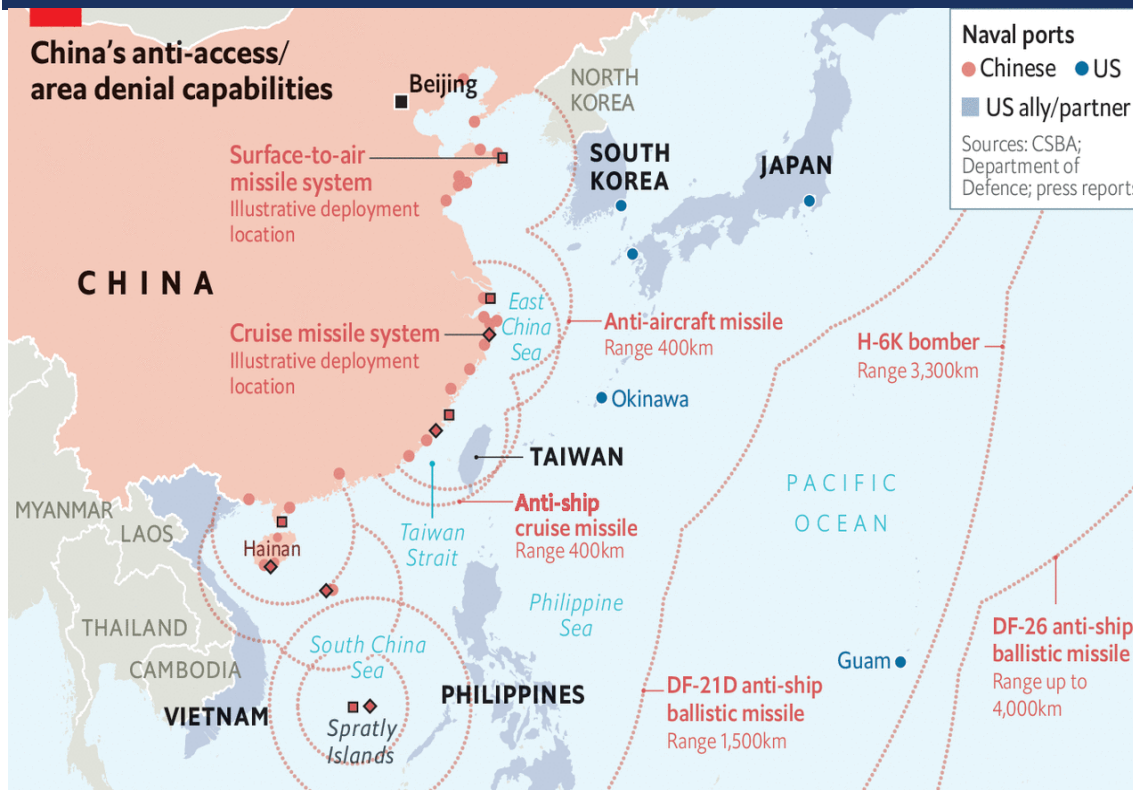 China's anti-access/
area denial capabilities
Naval ports
Chinese
US
US ally/partner
Sources: CSBA;
Department of
Defence; press reports
Beijing
NORTH
KOREA
SOUTH
KOREA
JAPAN
Surface-to-air
missile system
Illustrative deployment
location
CHINA
East
China
Sea
Cruise missile system
Illustrative deployment
location
Anti-aircraft missile
Range 400km
H-6K bomber
Range 3,300km
Okinawa
TAIWAN
PACIFIC
OCEAN
MYANMAR
LAOS
Hainan
Taiwan
Strait
Anti-ship
cruise missile
Range 400km
Philippine
Sea
THAILAND
CAMBODIA
VIETNAM
South China
Sea
PHILIPPINES
Spratly
Islands
Guam
DF-21D anti-ship
ballistic missile
Range 1,500km
DF-26 anti-ship
ballistic missile
Range up to
4,000km